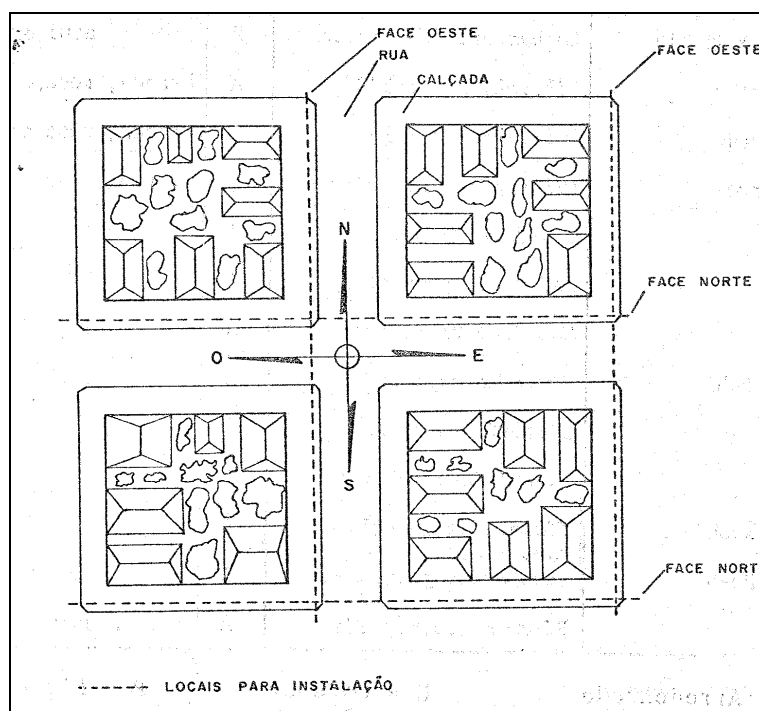 FACE OESTE
RUA
CALÇADA
FACE OESTE
N
FACE NORTE
O
E
S
FACE NORT
LOCAIS PARA INSTALAÇÃO